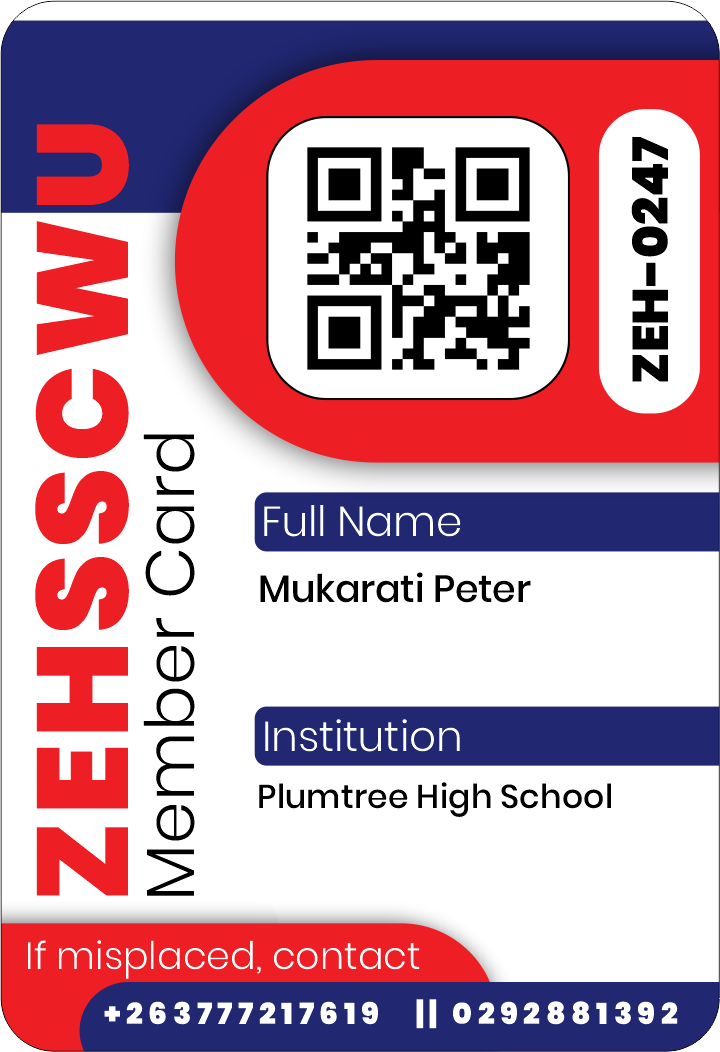 ZEHSSCWU
Member Card
ZEH-0247
Full Name
Mukarati Peter
Institution
Plumtree High School
If misplaced, contact
+263777217619 || 0292881392